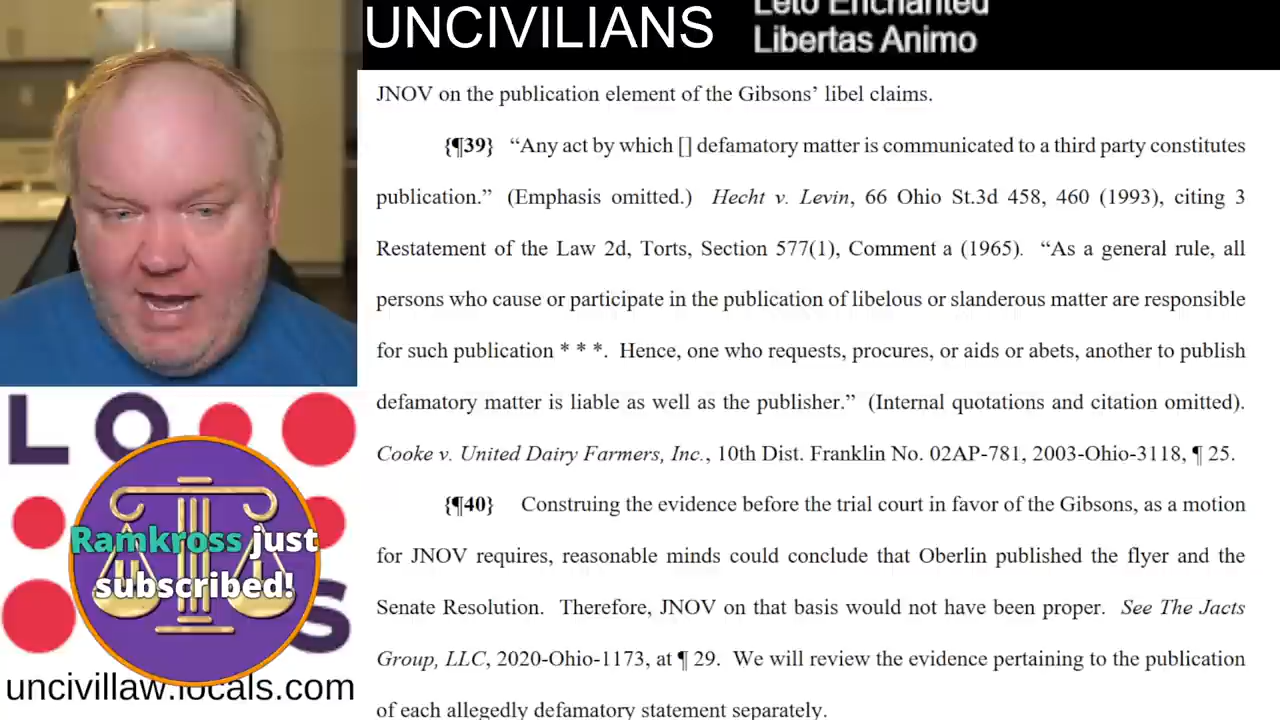 UNCIVILIANS
Leto Enchanted
Libertas Animo
JNOV on the publication element of the Gibsons’ libel claims.
{¶39} “Any act by which [] defamatory matter is communicated to a third party constitutes
publication.” (Emphasis omitted.) Hecht v. Levin, 66 Ohio St.3d 458, 460 (1993), citing 3
Restatement of the Law 2d, Torts, Section 577(1), Comment a (1965). “As a general rule, all
persons who cause or participate in the publication of libelous or slanderous matter are responsible
for such publication * * *. Hence, one who requests, procures, or aids or abets, another to publish
defamatory matter is liable as well as the publisher.” (Internal quotations and citation omitted).
Cooke v. United Dairy Farmers, Inc., 10th Dist. Franklin No. 02AP-781, 2003-Ohio-3118, ¶ 25.
{¶40} Construing the evidence before the trial court in favor of the Gibsons, as a motion
for JNOV requires, reasonable minds could conclude that Oberlin published the flyer and the
Senate Resolution. Therefore, JNOV on that basis would not have been proper. See The Jacts
Group, LLC, 2020-Ohio-1173, at ¶ 29. We will review the evidence pertaining to the publication
of each allegedly defamatory statement separately.
LO
Ramkross just
subscribed!
S
uncivillaw.locals.com